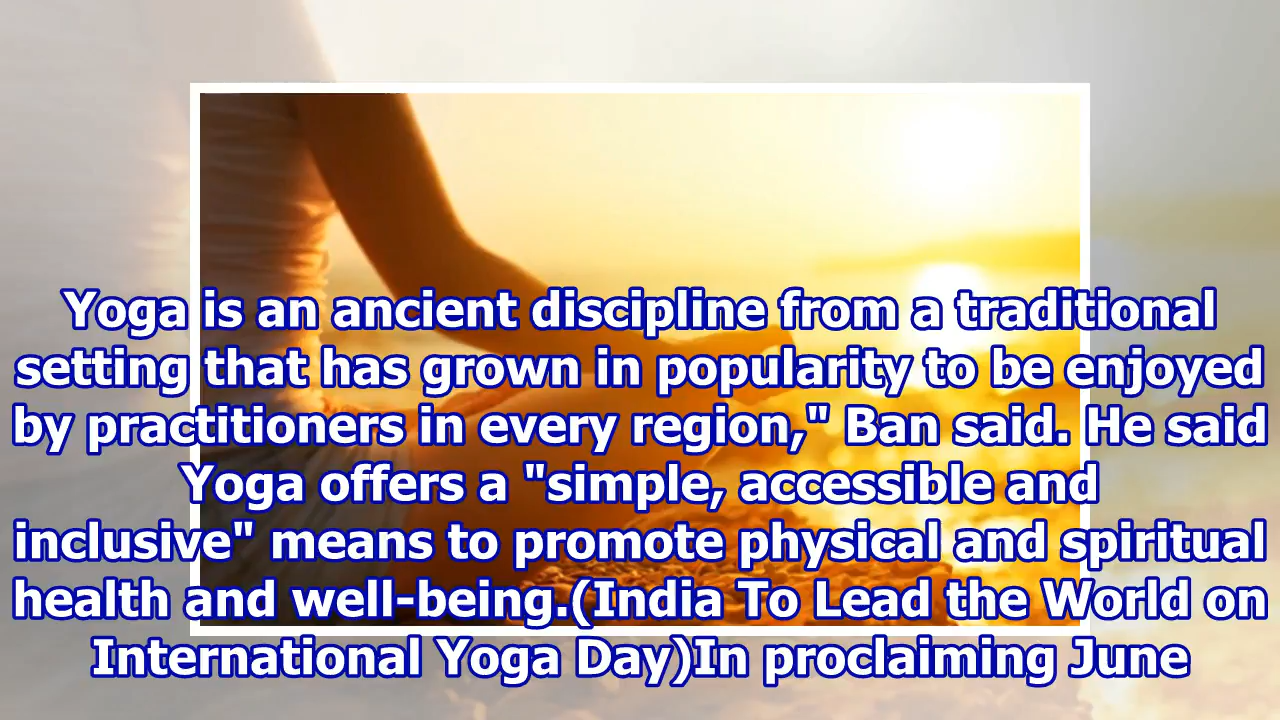 Yoga is an ancient discipline from a traditional
setting that has grown in popularity to be enjoyed
by practitioners in every region," Ban said. He said
Yoga offers a "simple, accessible and
inclusive" means to promote physical and spiritual
health and well-being.(India To Lead the World on
International Yoga Day)In proclaiming June